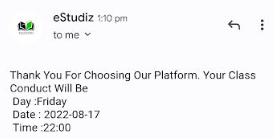 eStudiz 1:10 pm
to me
Thank You For Choosing Our Platform. Your Class
Conduct Will Be
Day :Friday
Date : 2022-08-17
Time :22:00